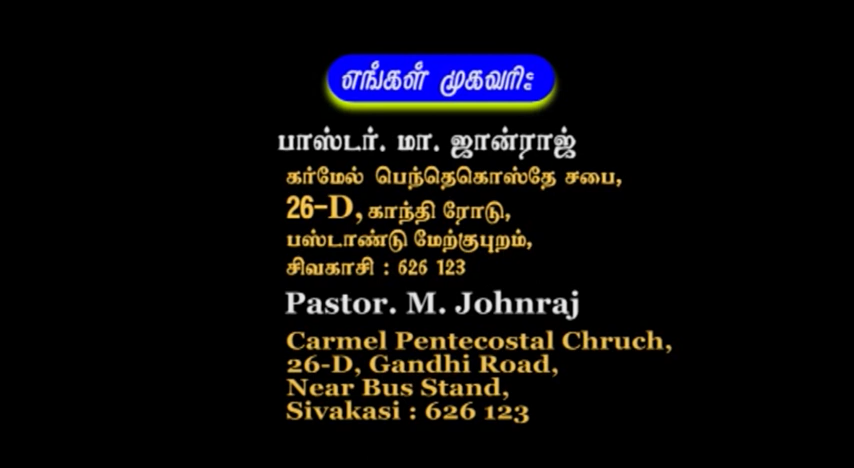 எங்கள் முகவரி:
பாஸ்டர். மா. ஜான்ராஜ்
கர்மேல் பெந்தெகொஸ்தே சபை,
26-D, காந்தி ரோடு,
பஸ்டாண்டு மேற்குபுறம்,
சிவகாசி : 626 123
Pastor. M. Johnraj
Carmel Pentecostal Chruch,
26-D, Gandhi Road,
Near Bus Stand,
Sivakasi : 626 123